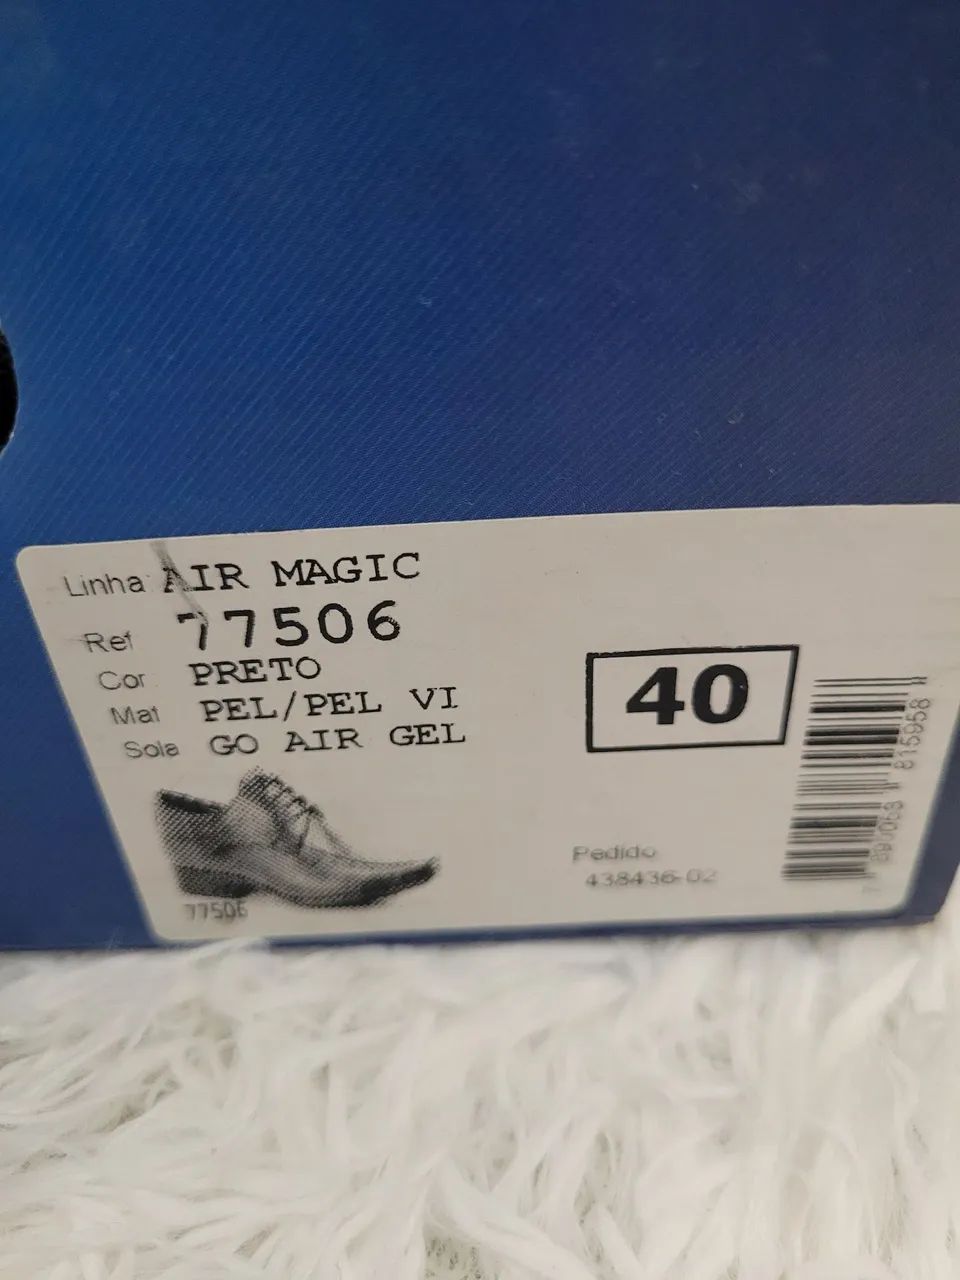 Linha AIR MAGIC
Ref 77506
Cor PRETO
Mat PEL/PEL VI
Sola GO AIR GEL
40
77506
Pedido
438436-02